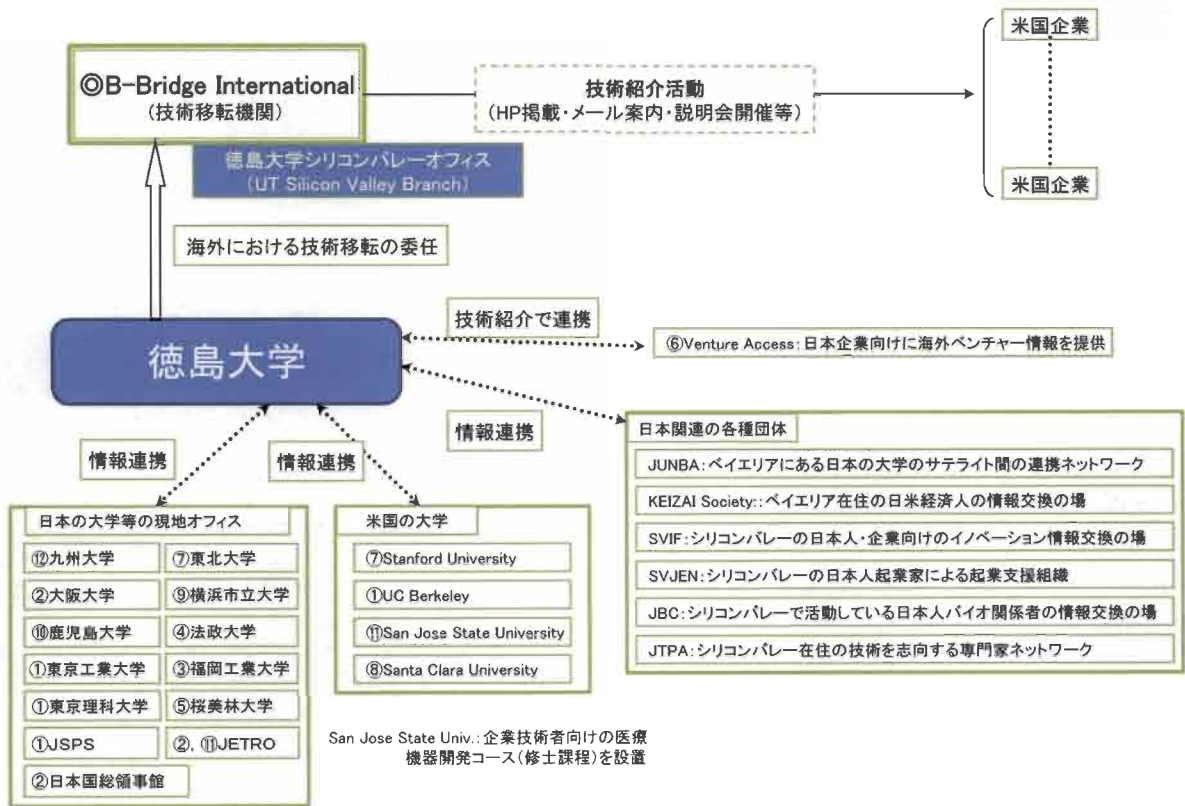 米国企業
◎B-Bridge International
(技術移転機関)
技術紹介活動
(HP掲載・メール案内・説明会開催等)
徳島大学シリコンバレーオフィス
(UT Silicon Valley Branch)
米国企業
海外における技術移転の委任
技術紹介で連携
⑥Venture Access:日本企業向けに海外ベンチャー情報を提供
徳島大学
情報連携
情報連携
情報連携
日本関連の各種団体
JUNBA:ベイエリアにある日本の大学のサテライト間の連携ネットワーク
KEIZAI Society::ベイエリア在住の日米経済人の情報交換の場
SVIF:シリコンバレーの日本人・企業向けのイノベーション情報交換の場
SVJEN:シリコンバレーの日本人起業家による起業支援組織
JBC:シリコンバレーで活動している日本人バイオ関係者の情報交換の場
JTPA:シリコンバレー在住の技術を志向する専門家ネットワーク
日本の大学等の現地オフィス
⑫九州大学
⑦東北大学
②大阪大学
⑨横浜市立大学
⑩鹿児島大学
④法政大学
①東京工業大学
③福岡工業大学
①東京理科大学
⑤桜美林大学
①JSPS
②, ⑪JETRO
②日本国総領事館
米国の大学
⑦Stanford University
①UC Berkeley
⑪San Jose State University
⑧Santa Clara University
San Jose State Univ.:企業技術者向けの医療
機器開発コース(修士課程)を設置